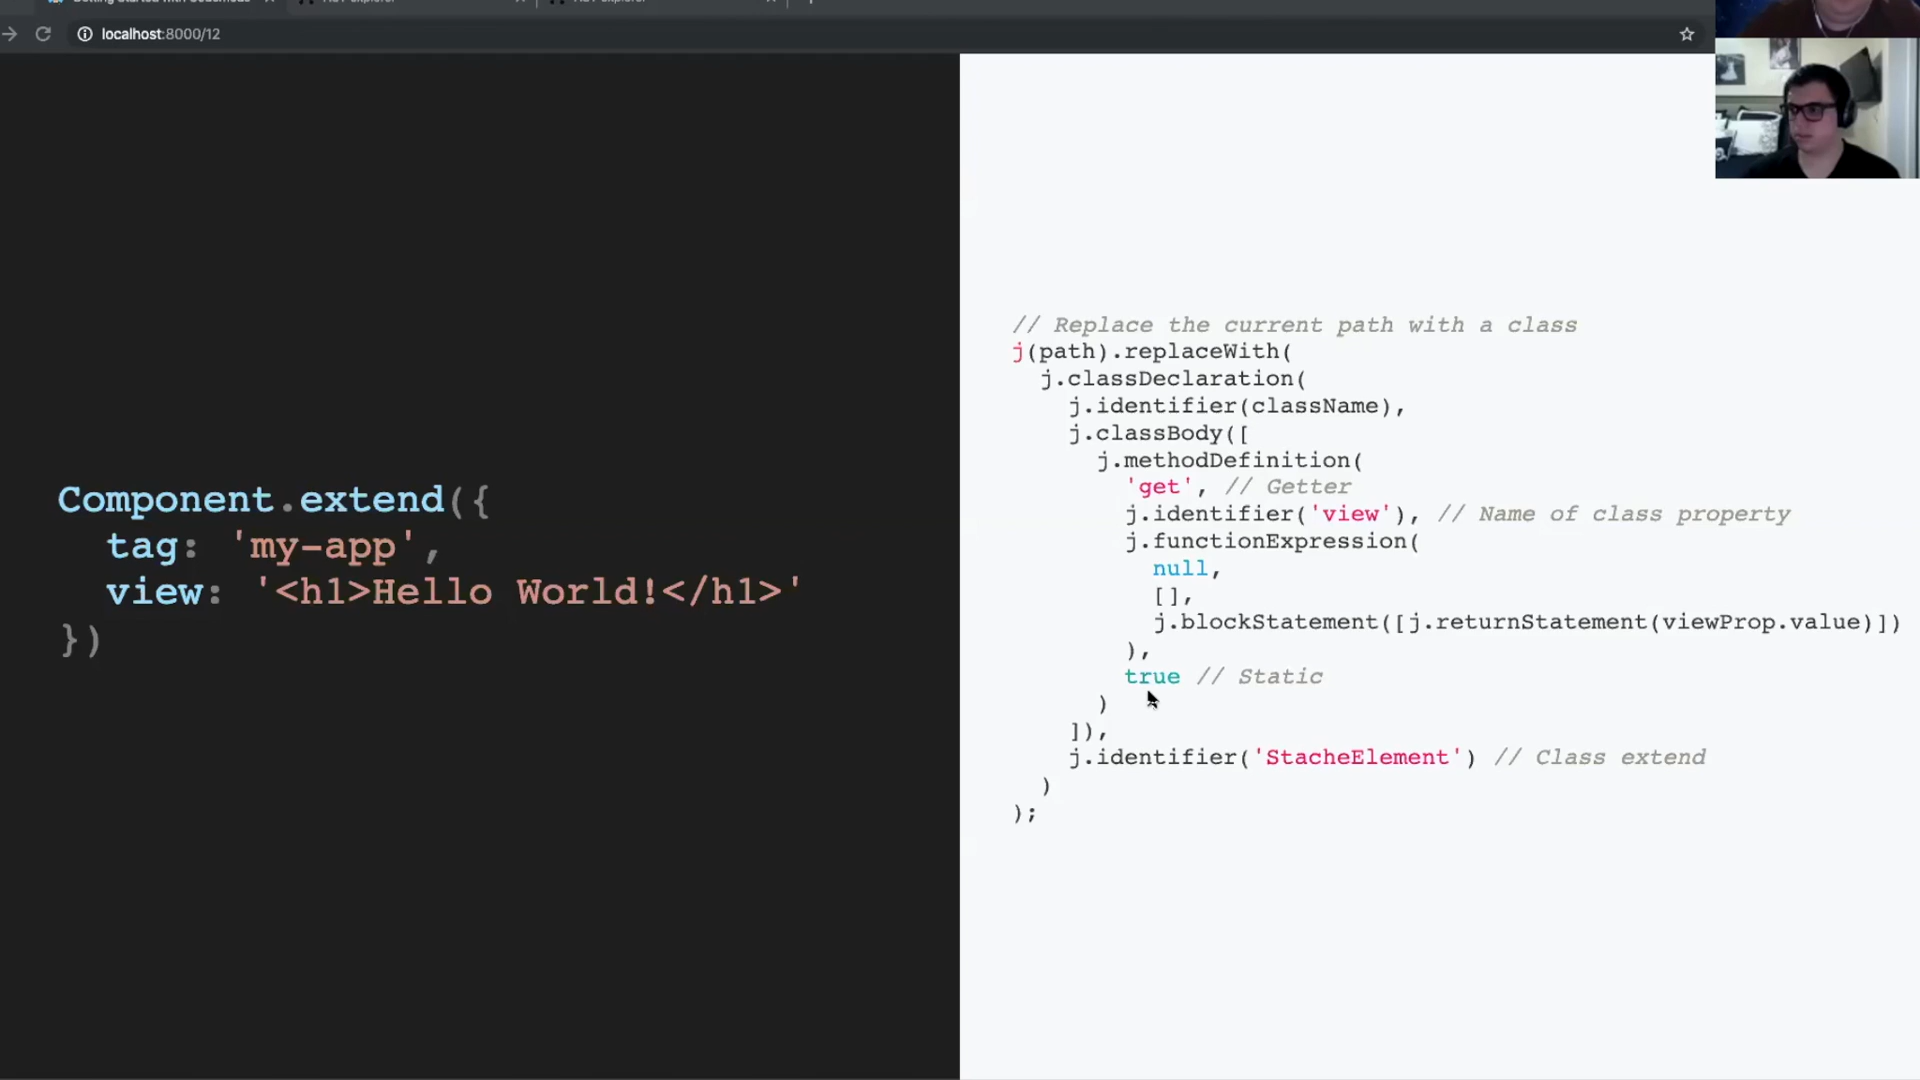 localhost:8000/12
Component.extend({
tag: 'my-app',
view: '<h1>Hello World!</h1>'
})
// Replace the current path with a class
j(path).replaceWith(
j.classDeclaration(
j.identifier(className),
j.classBody([
j.methodDefinition(
'get', // Getter
j.identifier('view'), // Name of class property
j.functionExpression(
null,
[],
j.blockStatement([j.returnStatement(viewProp.value)])
),
true // Static
)
]),
j.identifier('StacheElement') // Class extend
)
);